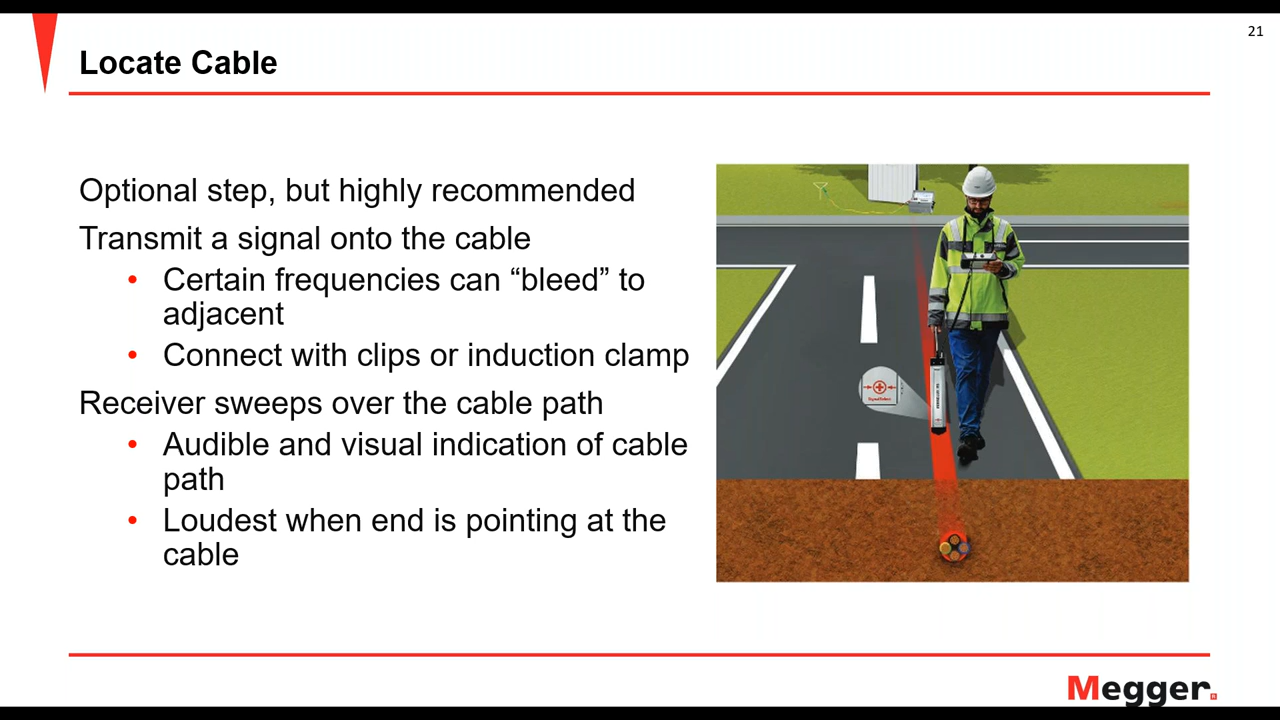 21
Locate Cable
Optional step, but highly recommended
Transmit a signal onto the cable
• Certain frequencies can “bleed” to
adjacent
• Connect with clips or induction clamp
Receiver sweeps over the cable path
• Audible and visual indication of cable
path
• Loudest when end is pointing at the
cable
Megger